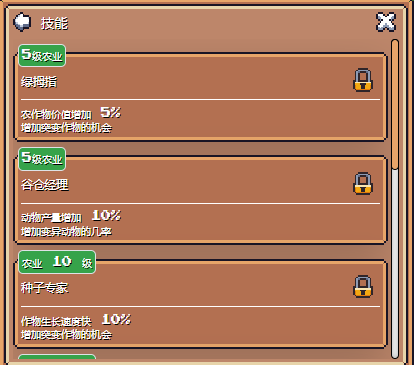 技能
5级农业
绿拇指
农作物价值增加 5%
增加突变作物的机会
5级农业
谷仓经理
动物产量增加 10%
增加变异动物的几率
农业 10 级
种子专家
作物生长速度快 10%
增加突变作物的机会